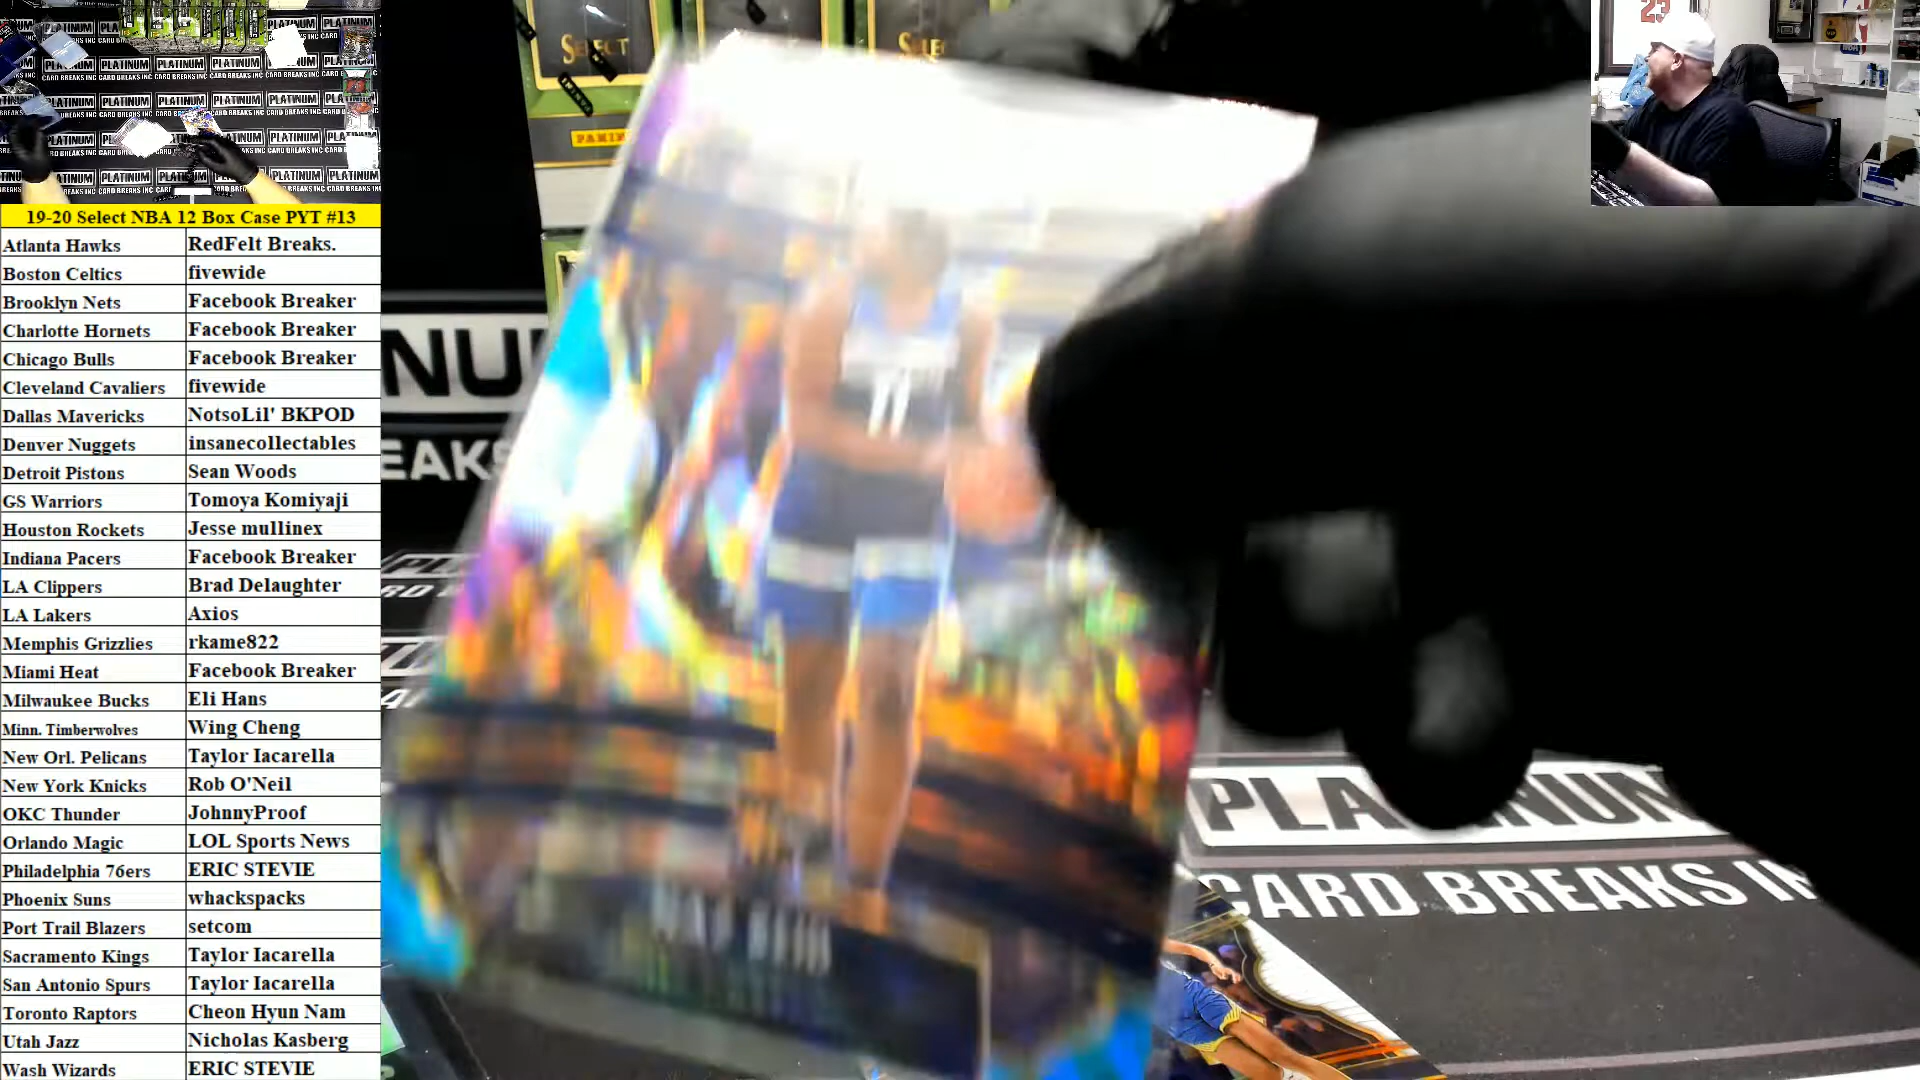 19-20 Select NBA 12 Box Case PYT #13
Atlanta Hawks RedFelt Breaks.
Boston Celtics fivewide
Brooklyn Nets Facebook Breaker
Charlotte Hornets Facebook Breaker
Chicago Bulls Facebook Breaker
Cleveland Cavaliers fivewide
Dallas Mavericks NotsoLil' BKPOD
Denver Nuggets insanecollectables
Detroit Pistons Sean Woods
GS Warriors Tomoya Komiyaji
Houston Rockets Jesse mullinex
Indiana Pacers Facebook Breaker
LA Clippers Brad Delaughter
LA Lakers Axios
Memphis Grizzlies rkame822
Miami Heat Facebook Breaker
Milwaukee Bucks Eli Hans
Minn. Timberwolves Wing Cheng
New Orl. Pelicans Taylor Iacarella
New York Knicks Rob O'Neil
OKC Thunder JohnnyProof
Orlando Magic LOL Sports News
Philadelphia 76ers ERIC STEVIE
Phoenix Suns whackspacks
Port Trail Blazers setcom
Sacramento Kings Taylor Iacarella
San Antonio Spurs Taylor Iacarella
Toronto Raptors Cheon Hyun Nam
Utah Jazz Nicholas Kasberg
Wash Wizards ERIC STEVIE
SELECT
PANINI
NU
EAKS
PLATINUM
CARD BREAKS IN
23